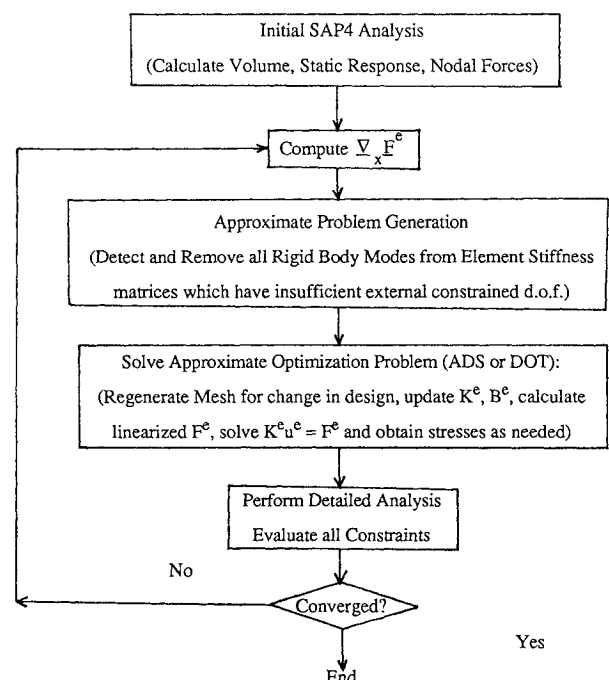 Initial SAP4 Analysis
(Calculate Volume, Static Response, Nodal Forces)
Compute ∇ₓ Fᵉ
Approximate Problem Generation
(Detect and Remove all Rigid Body Modes from Element Stiffness
matrices which have insufficient external constrained d.o.f.)
Solve Approximate Optimization Problem (ADS or DOT):
(Regenerate Mesh for change in design, update Kᵉ, Bᵉ, calculate
linearized Fᵉ, solve Kᵉuᵉ = Fᵉ and obtain stresses as needed)
Perform Detailed Analysis
Evaluate all Constraints
No
Converged?
Yes
End